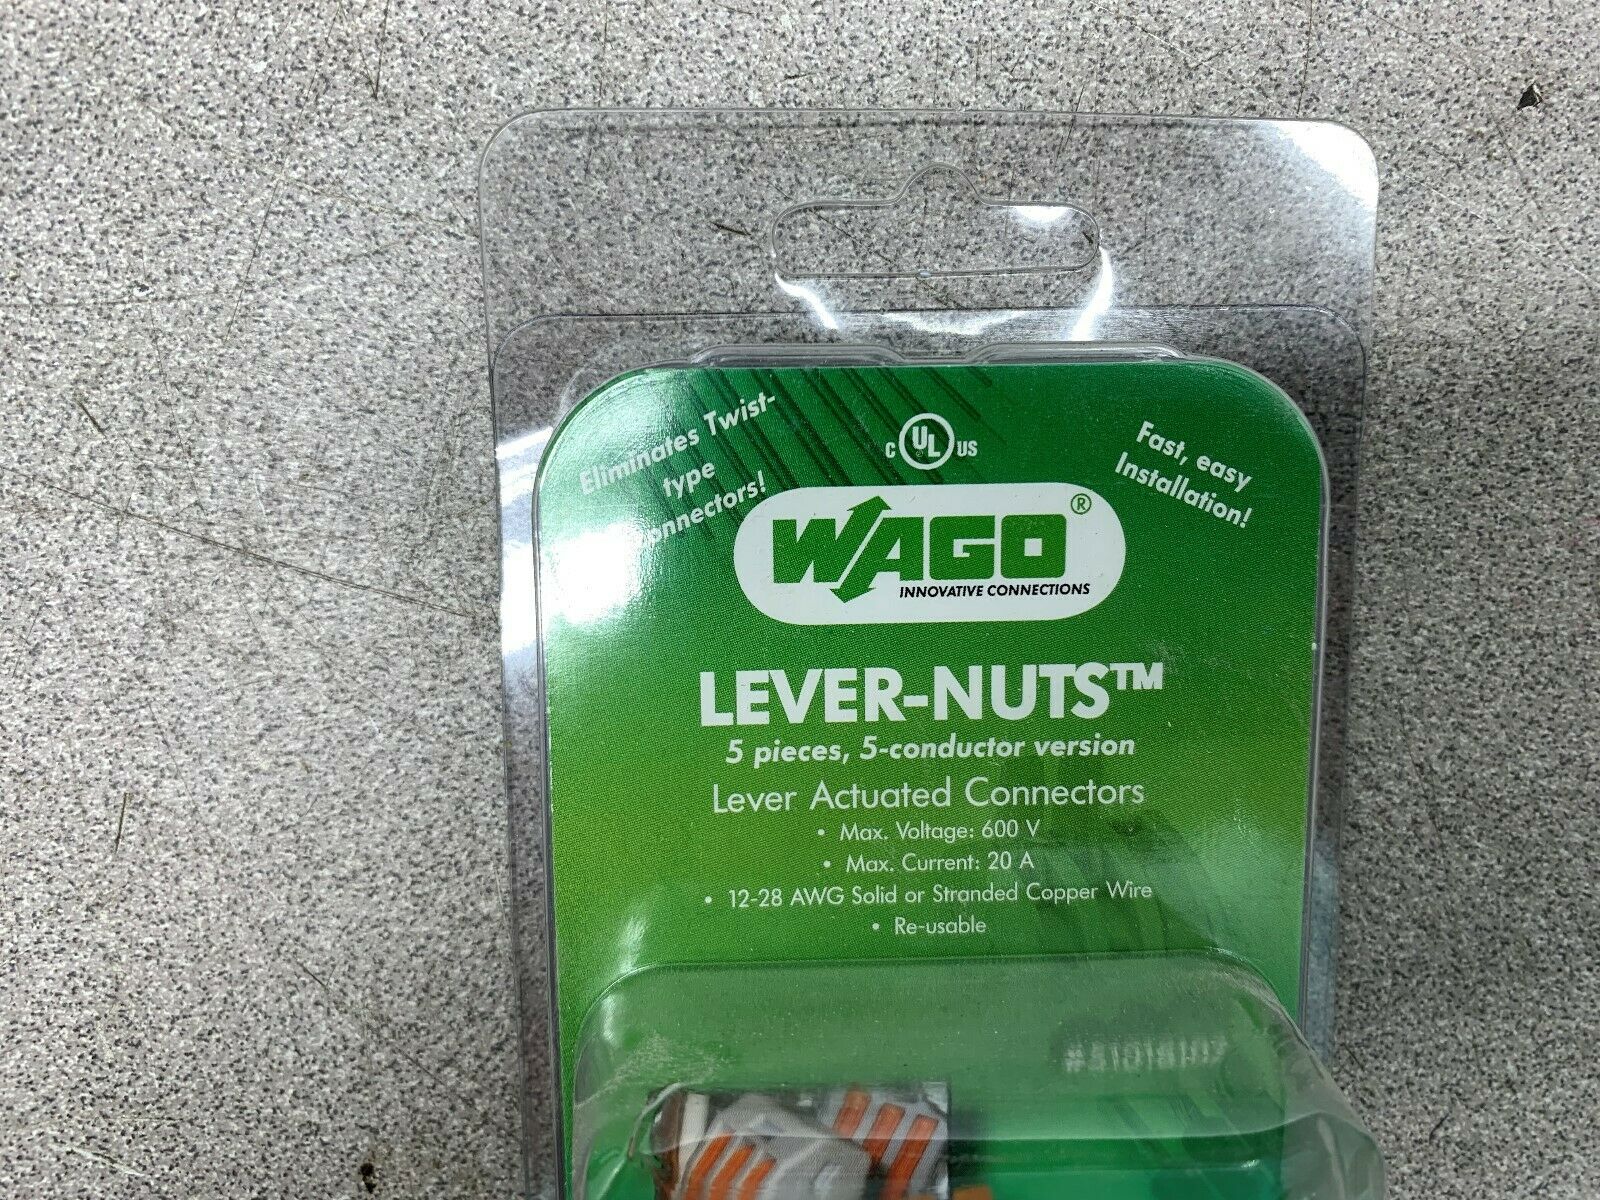 Eliminates Twist-
type
onnectors!
C UL US
Fast, easy
Installation!
WAGO®
INNOVATIVE CONNECTIONS
LEVER-NUTS™
5 pieces, 5-conductor version
Lever Actuated Connectors
• Max. Voltage: 600 V
• Max. Current: 20 A
• 12-28 AWG Solid or Stranded Copper Wire
• Re-usable